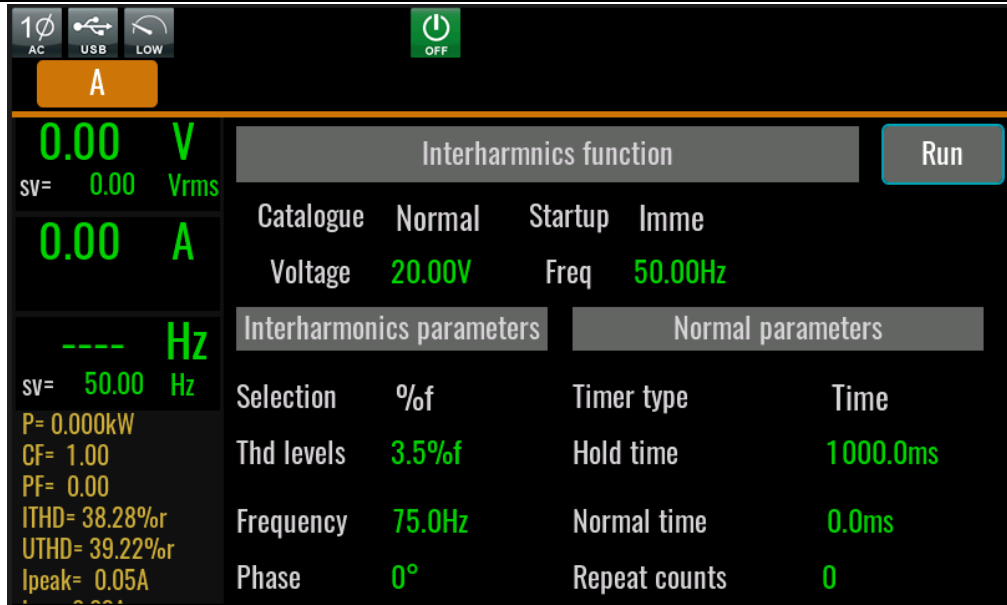 1Ø AC USB LOW OFF
A
0.00 V
sv= 0.00 Vrms
0.00 A
---- Hz
sv= 50.00 Hz
P= 0.000kW
CF= 1.00
PF= 0.00
ITHD= 38.28%r
UTHD= 39.22%r
Ipeak= 0.05A
Interharmnics function Run
Catalogue Normal Startup Imme
Voltage 20.00V Freq 50.00Hz
Interharmonics parameters Normal parameters
Selection %f Timer type Time
Thd levels 3.5%f Hold time 1000.0ms
Frequency 75.0Hz Normal time 0.0ms
Phase 0° Repeat counts 0